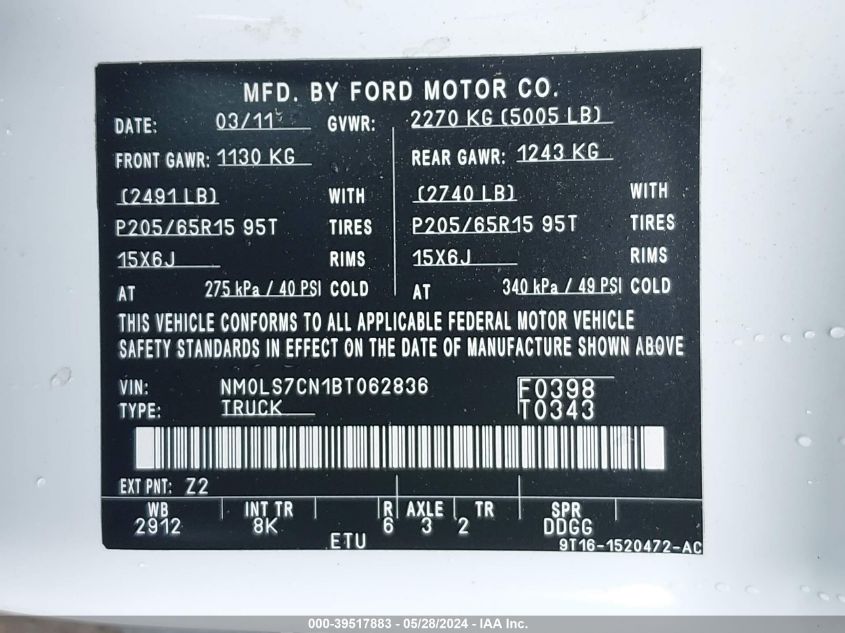 MFD. BY FORD MOTOR CO.
DATE: 03/11 GVWR: 2270 KG (5005 LB)
FRONT GAWR: 1130 KG REAR GAWR: 1243 KG
(2491 LB) WITH (2740 LB) WITH
P205/65R15 95T TIRES P205/65R15 95T TIRES
15X6J RIMS 15X6J RIMS
AT 275 kPa / 40 PSI COLD AT 340 kPa / 49 PSI COLD
THIS VEHICLE CONFORMS TO ALL APPLICABLE FEDERAL MOTOR VEHICLE
SAFETY STANDARDS IN EFFECT ON THE DATE OF MANUFACTURE SHOWN ABOVE
VIN: NM0LS7CN1BT062836 F0398
TYPE: TRUCK T0343
EXT PNT: Z2
WB INT TR R AXLE TR SPR
2912 8K 6 3 2 DDGG
ETU 9T16-1520472-AC
000-39517883 - 05/28/2024 - IAA Inc.